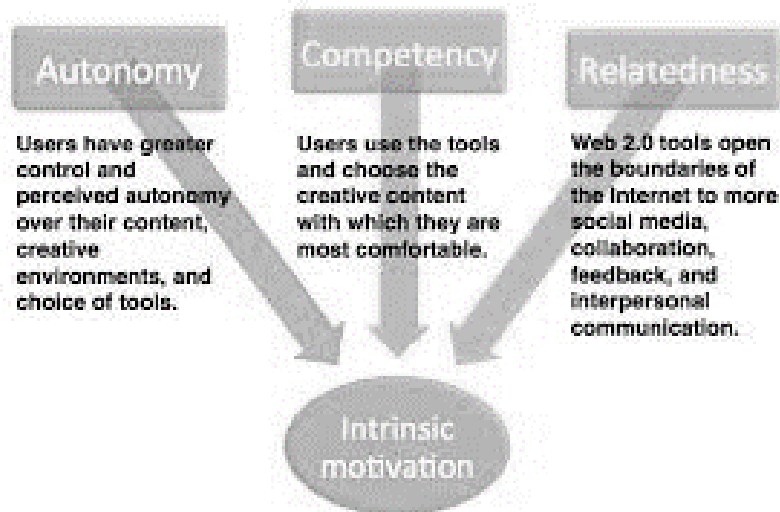 Autonomy
Users have greater
control and
perceived autonomy
over their content,
creative
environments, and
choice of tools.
Competency
Users use the tools
and choose the
creative content
with which they are
most comfortable.
Relatedness
Web 2.0 tools open
the boundaries of
the Internet to more
social media,
collaboration,
feedback, and
interpersonal
communication.
Intrinsic
motivation